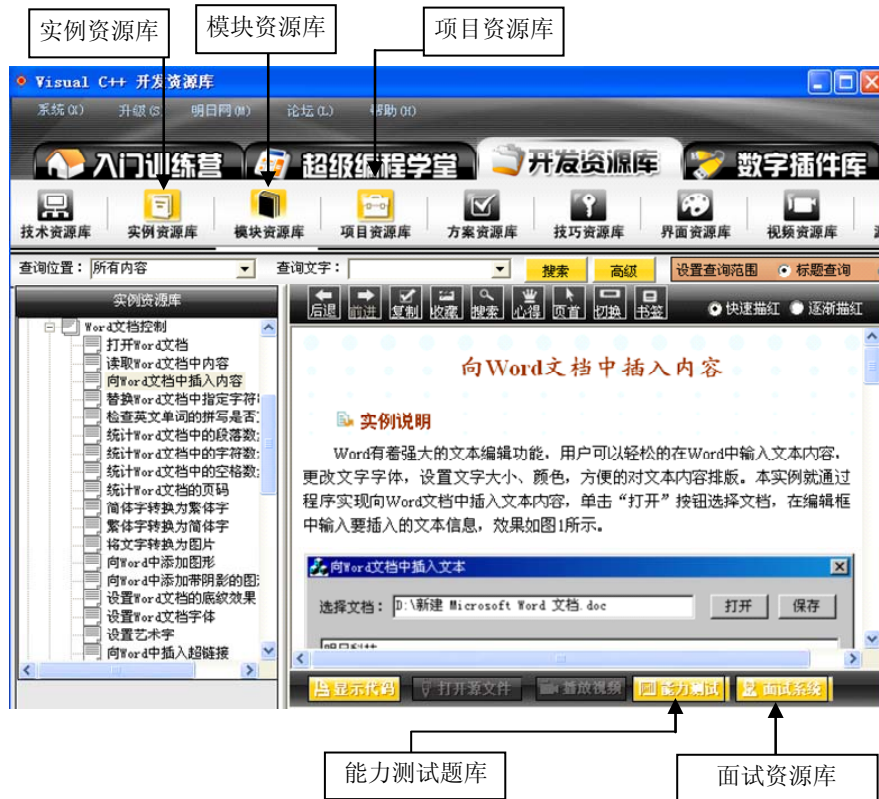 实例资源库
模块资源库
项目资源库
Visual C++ 开发资源库
系统(X) 升级(S) 明日网(M) 论坛(L) 帮助(H)
入门训练营 超级编程学堂 开发资源库 数字插件库
技术资源库 实例资源库 模块资源库 项目资源库 方案资源库 技巧资源库 界面资源库 视频资源库
查询位置： 所有内容 查询文字： 搜索 高级 设置查询范围 标题查询
实例资源库
后退 前进 复制 收藏 搜索 心得 页首 切换 书签 快速描红 逐渐描红
Word文档控制
打开Word文档
读取Word文档中内容
向Word文档中插入内容
替换Word文档中指定字符
检查英文单词的拼写是否
统计Word文档中的段落数
统计Word文档中的字符数
统计Word文档中的空格数
统计Word文档的页码
简体字转换为繁体字
繁体字转换为简体字
将文字转换为图片
向Word中添加图形
向Word中添加带阴影的图
设置Word文档的底纹效果
设置Word文档字体
设置艺术字
向Word中插入超链接
向Word文档中插入内容
实例说明
Word有着强大的文本编辑功能，用户可以轻松的在Word中输入文本内容，
更改文字字体，设置文字大小、颜色，方便的对文本内容排版。本实例就通过
程序实现向Word文档中插入文本内容，单击“打开”按钮选择文档，在编辑框
中输入要插入的文本信息，效果如图1所示。
向Word文档中插入文本
选择文档： D:\新建 Microsoft Word 文档.doc 打开 保存
显示代码 打开源文件 播放视频 能力测试 面试系统
能力测试题库
面试资源库